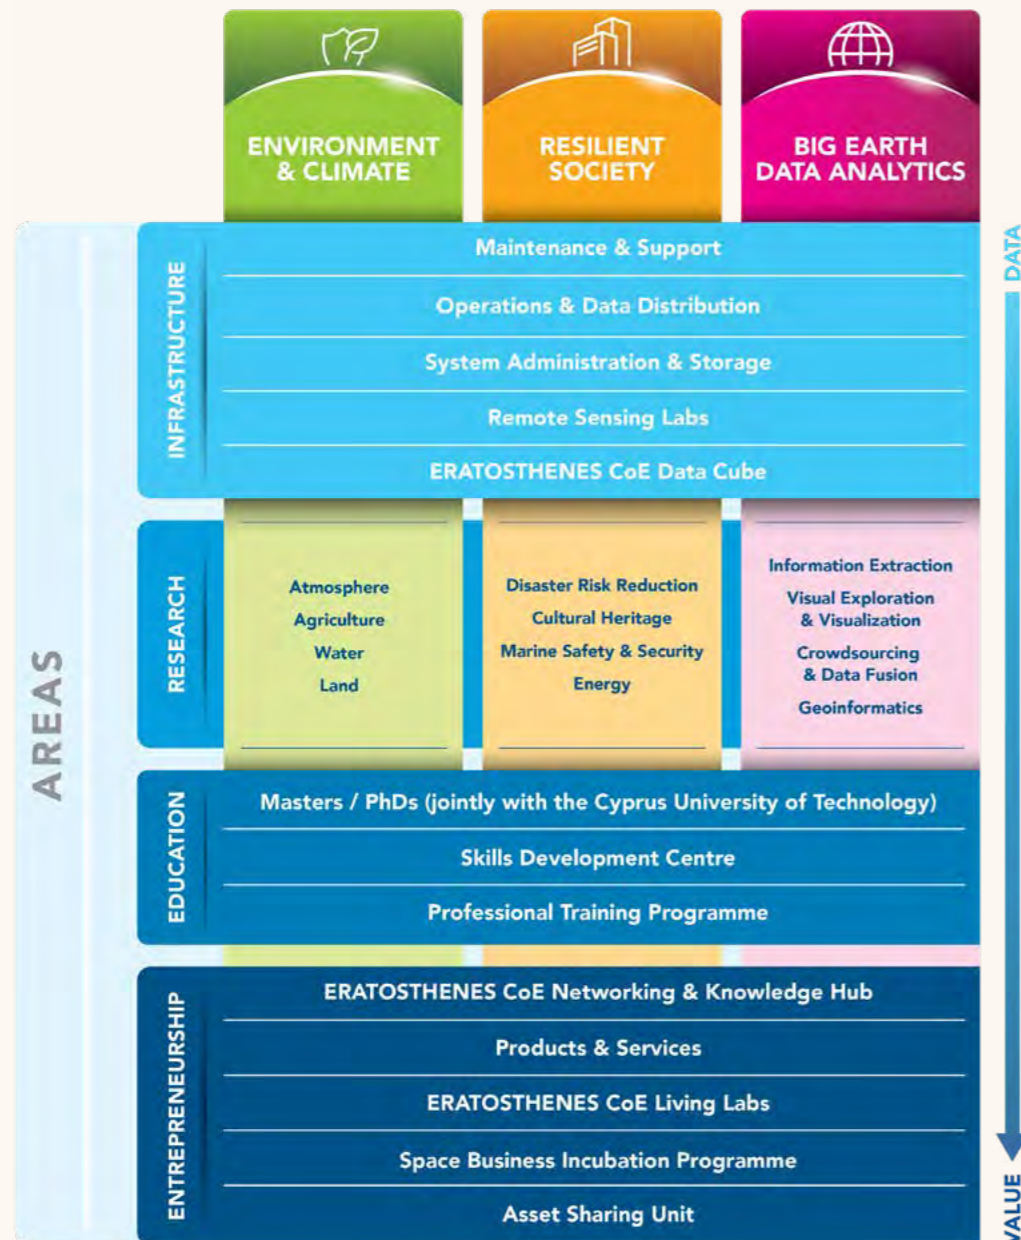 ENVIRONMENT
& CLIMATE
RESILIENT
SOCIETY
BIG EARTH
DATA ANALYTICS
DATA
AREAS
INFRASTRUCTURE
Maintenance & Support
Operations & Data Distribution
System Administration & Storage
Remote Sensing Labs
ERATOSTHENES CoE Data Cube
RESEARCH
Atmosphere
Agriculture
Water
Land
Disaster Risk Reduction
Cultural Heritage
Marine Safety & Security
Energy
Information Extraction
Visual Exploration
& Visualization
Crowdsourcing
& Data Fusion
Geoinformatics
EDUCATION
Masters / PhDs (jointly with the Cyprus University of Technology)
Skills Development Centre
Professional Training Programme
ENTREPRENEURSHIP
ERATOSTHENES CoE Networking & Knowledge Hub
Products & Services
ERATOSTHENES CoE Living Labs
Space Business Incubation Programme
Asset Sharing Unit
VALUE